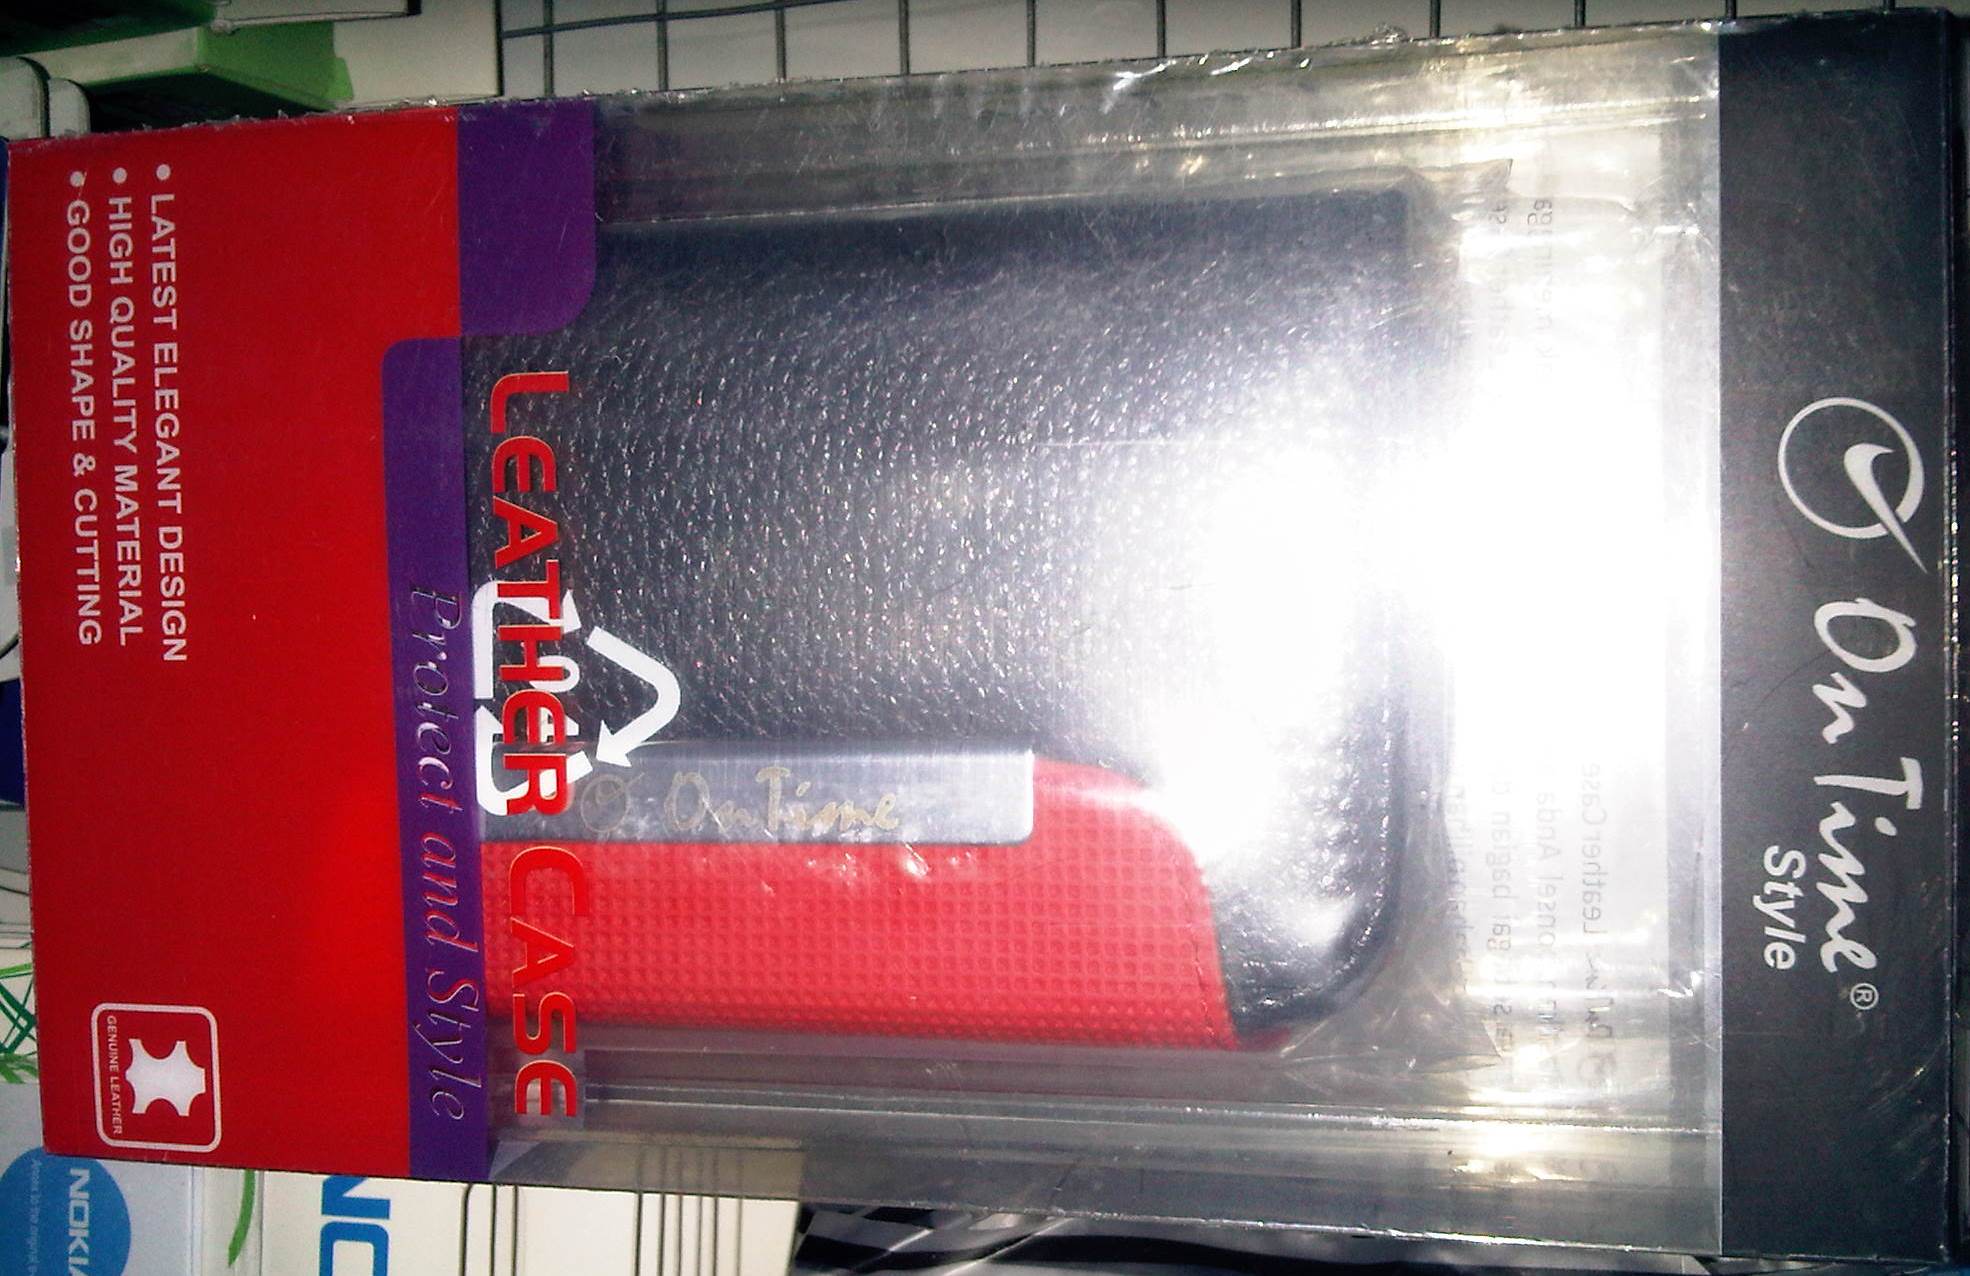 On Time®
Style
On Time
LEATHER CASE
Protect and Style
• LATEST ELEGANT DESIGN
• HIGH QUALITY MATERIAL
• GOOD SHAPE & CUTTING
GENUINE LEATHER
NOKIA
NO